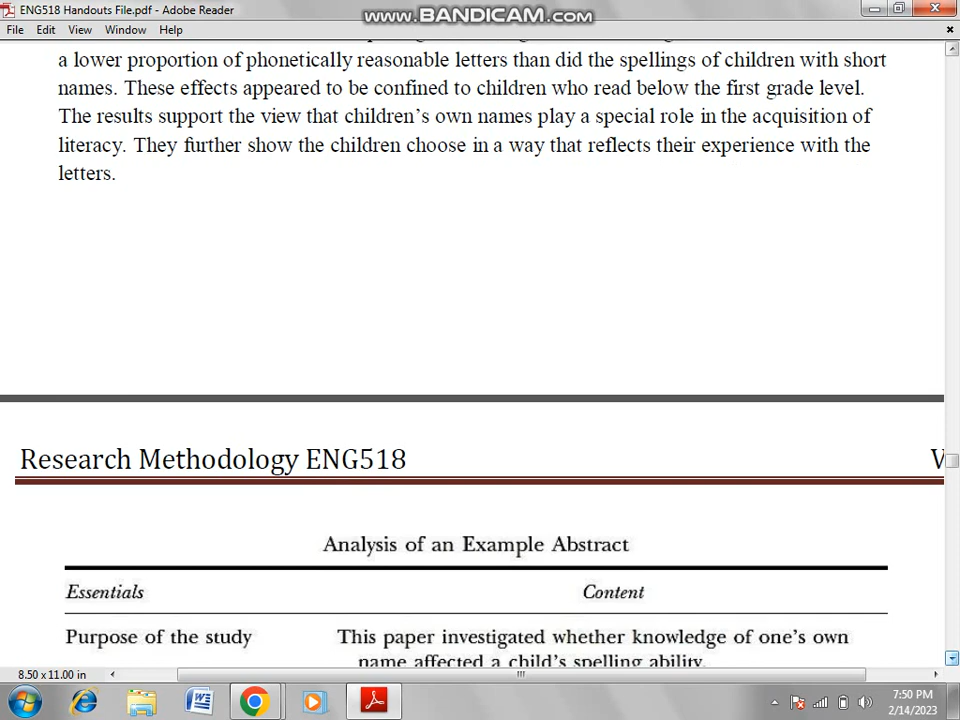 ENG518 Handouts File.pdf - Adobe Reader
www.BANDICAM.com
File Edit View Window Help
a lower proportion of phonetically reasonable letters than did the spellings of children with short
names. These effects appeared to be confined to children who read below the first grade level.
The results support the view that children's own names play a special role in the acquisition of
literacy. They further show the children choose in a way that reflects their experience with the
letters.
Research Methodology ENG518
V
Analysis of an Example Abstract
Essentials Content
Purpose of the study This paper investigated whether knowledge of one's own
name affected a child's spelling ability.
8.50 x 11.00 in
7:50 PM
2/14/2023